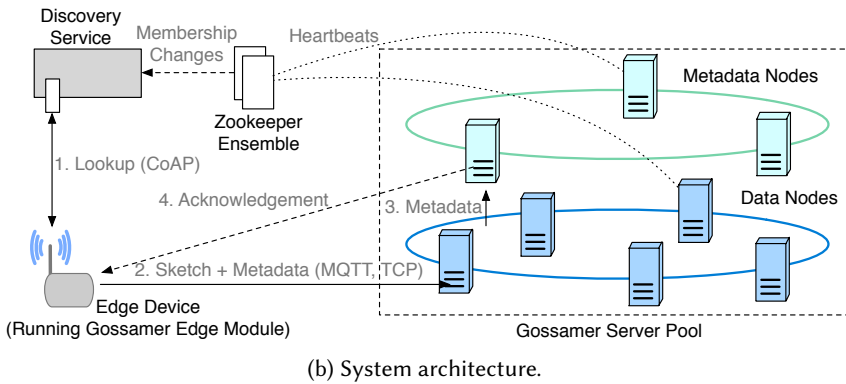 Discovery
Service
Membership
Changes
Heartbeats
Zookeeper
Ensemble
Metadata Nodes
1. Lookup (CoAP)
4. Acknowledgement
3. Metadata
Data Nodes
2. Sketch + Metadata (MQTT, TCP)
Edge Device
(Running Gossamer Edge Module)
Gossamer Server Pool
(b) System architecture.